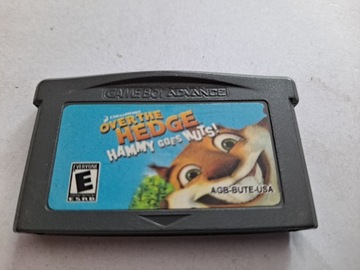 GAME BOY ADVANCE
OVER THE
HEDGE
HAMMY GOES NUTS!
EVERYONE
E
ESRB
AGB-BUTE-USA